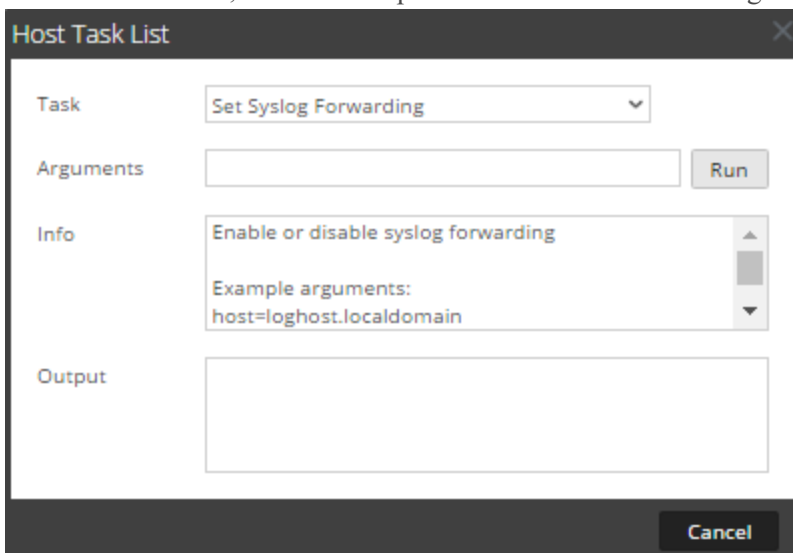 Host Task List
Task
Set Syslog Forwarding
Arguments
Run
Info
Enable or disable syslog forwarding
Example arguments:
host=loghost.localdomain
Output
Cancel